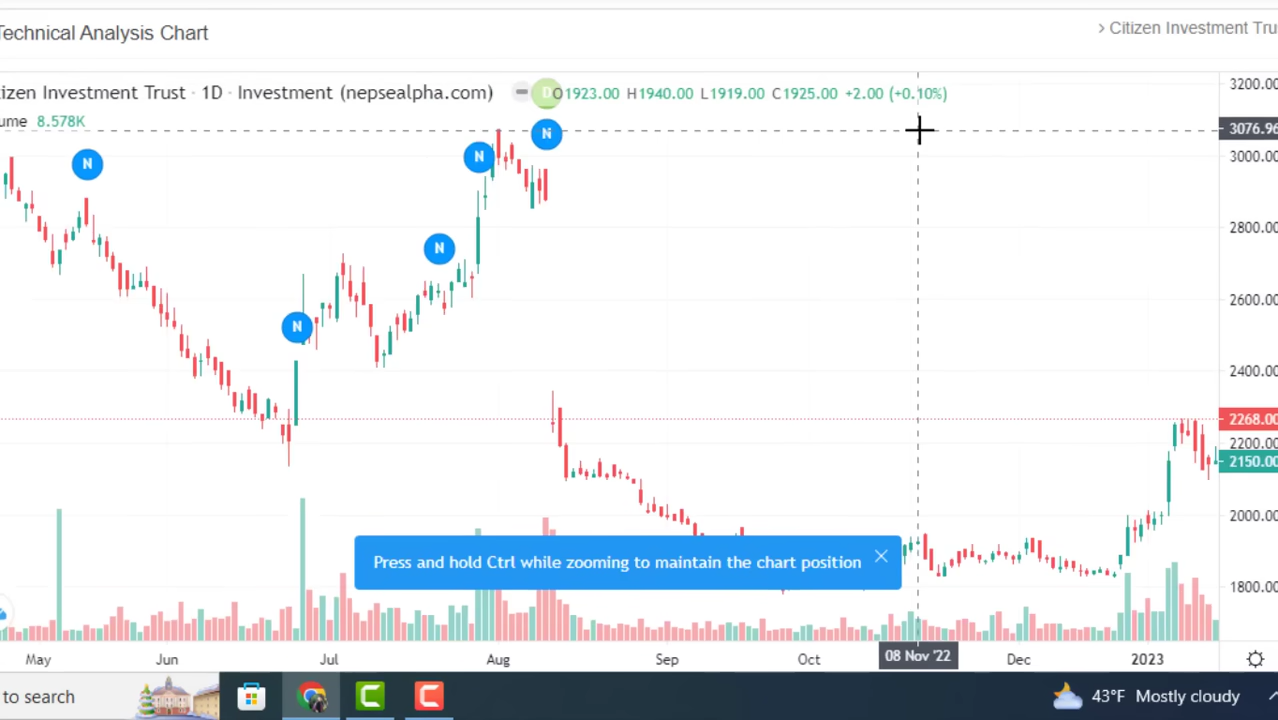 Technical Analysis Chart
> Citizen Investment Tru
izen Investment Trust · 1D · Investment (nepsealpha.com)
D
O1923.00 H1940.00 L1919.00 C1925.00 +2.00 (+0.10%)
ume 8.578K
3200.00
3076.96
3000.00
2800.00
2600.00
2400.00
2268.00
2200.00
2150.00
2000.00
1800.00
N
N
N
N
N
Press and hold Ctrl while zooming to maintain the chart position
May
Jun
Jul
Aug
Sep
Oct
08 Nov '22
Dec
2023
to search
43°F Mostly cloudy